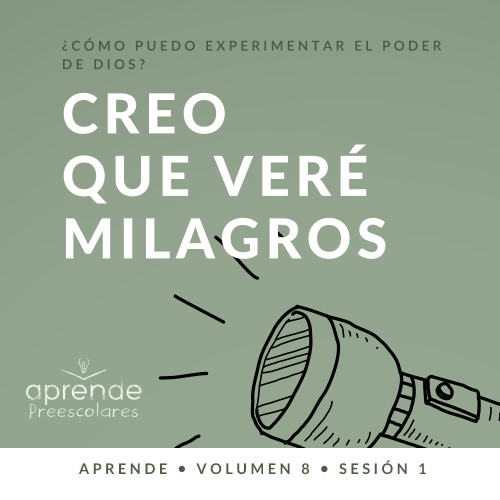 ¿CÓMO PUEDO EXPERIMENTAR EL PODER
DE DIOS?
CREO
QUE VERÉ
MILAGROS
aprende
Preescolares
APRENDE • VOLUMEN 8 • SESIÓN 1